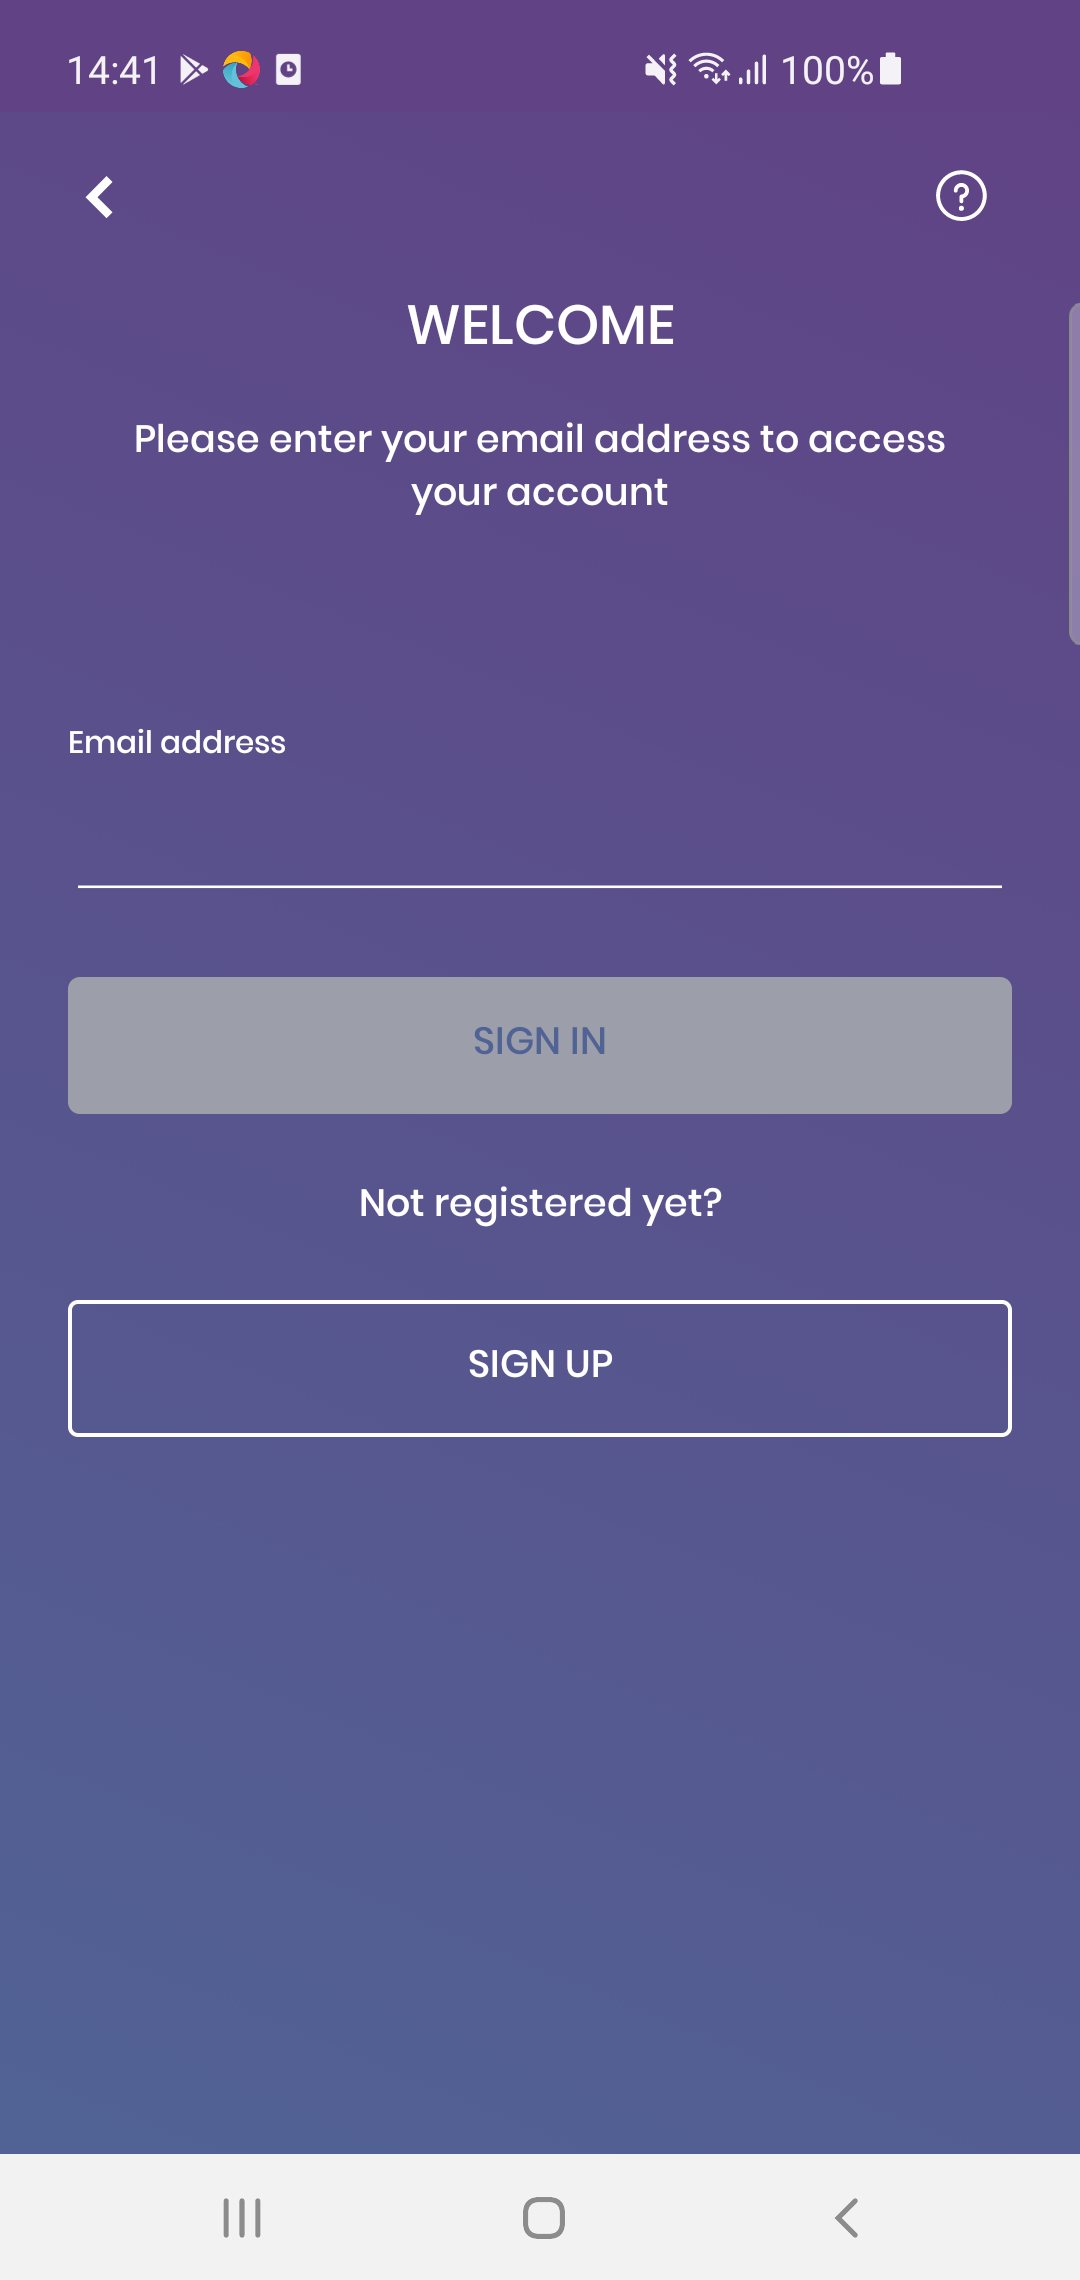 14:41 100%
WELCOME
Please enter your email address to access
your account
Email address
SIGN IN
Not registered yet?
SIGN UP